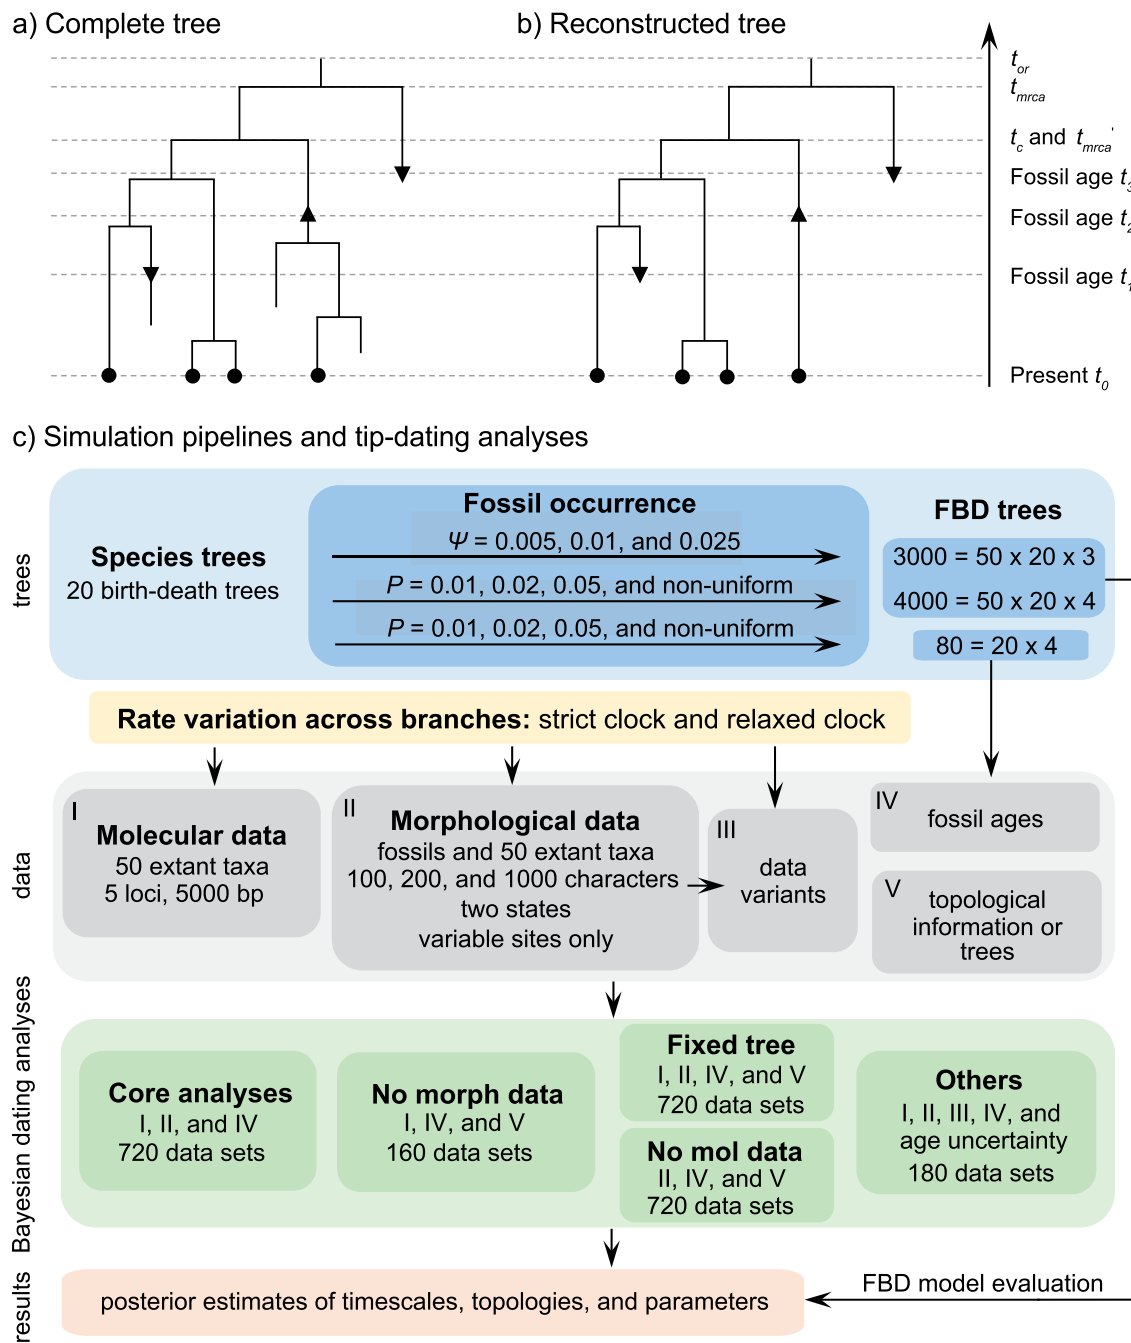 a) Complete tree
b) Reconstructed tree
t_or
t_mrca
t_c and t_mrca'
Fossil age t_3
Fossil age t_2
Fossil age t_1
Present t_0
c) Simulation pipelines and tip-dating analyses
trees
Species trees
20 birth-death trees
Fossil occurrence
Ψ = 0.005, 0.01, and 0.025
P = 0.01, 0.02, 0.05, and non-uniform
P = 0.01, 0.02, 0.05, and non-uniform
FBD trees
3000 = 50 x 20 x 3
4000 = 50 x 20 x 4
80 = 20 x 4
Rate variation across branches: strict clock and relaxed clock
data
I
Molecular data
50 extant taxa
5 loci, 5000 bp
II
Morphological data
fossils and 50 extant taxa
100, 200, and 1000 characters
two states
variable sites only
III
data
variants
IV
fossil ages
V
topological
information or
trees
Bayesian dating analyses
Core analyses
I, II, and IV
720 data sets
No morph data
I, IV, and V
160 data sets
Fixed tree
I, II, IV, and V
720 data sets
No mol data
II, IV, and V
720 data sets
Others
I, II, III, IV, and
age uncertainty
180 data sets
results
posterior estimates of timescales, topologies, and parameters
FBD model evaluation